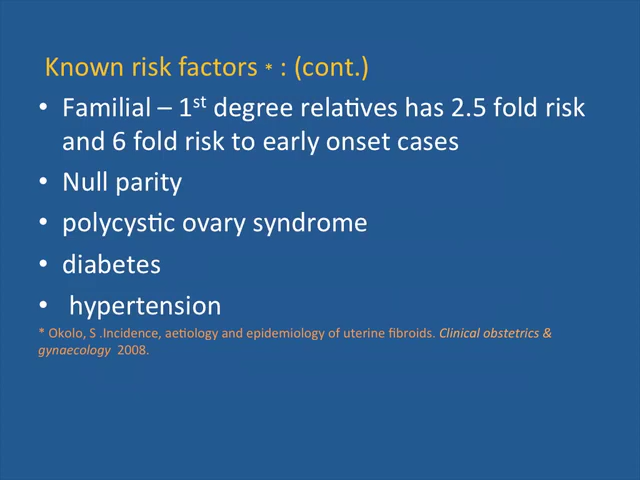 Known risk factors * : (cont.)
• Familial – 1st degree relatives has 2.5 fold risk
and 6 fold risk to early onset cases
• Null parity
• polycystic ovary syndrome
• diabetes
• hypertension
* Okolo, S .Incidence, aetiology and epidemiology of uterine fibroids. Clinical obstetrics &
gynaecology 2008.